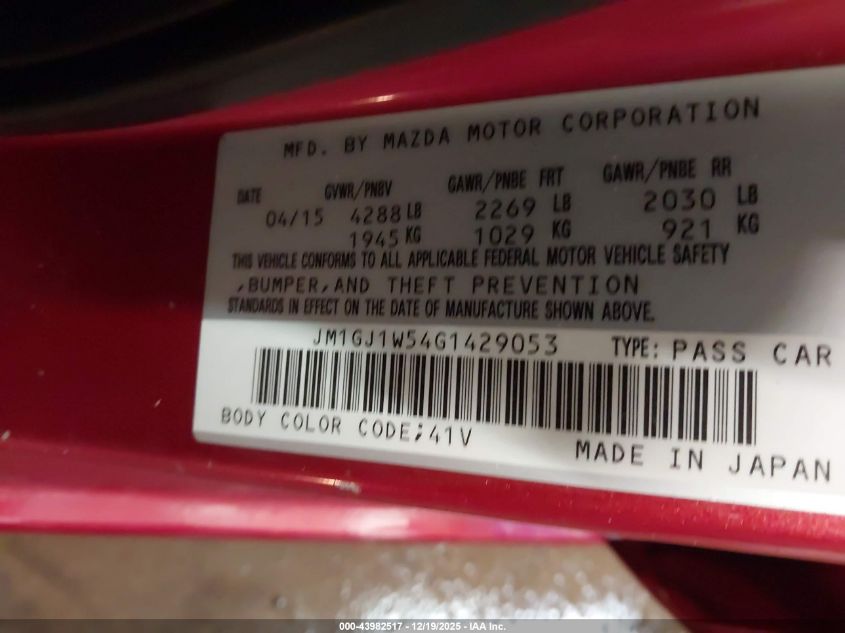 MFD. BY MAZDA MOTOR CORPORATION
DATE GVWR/PNBV GAWR/PNBE FRT GAWR/PNBE RR
04/15 4288 LB 2269 LB 2030 LB
1945 KG 1029 KG 921 KG
THIS VEHICLE CONFORMS TO ALL APPLICABLE FEDERAL MOTOR VEHICLE SAFETY
,BUMPER,AND THEFT PREVENTION
STANDARDS IN EFFECT ON THE DATE OF MANUFACTURE SHOWN ABOVE.
JM1GJ1W54G1429053 TYPE: PASS CAR
BODY COLOR CODE;41V
MADE IN JAPAN
000-43982517 - 12/19/2025 - IAA Inc.